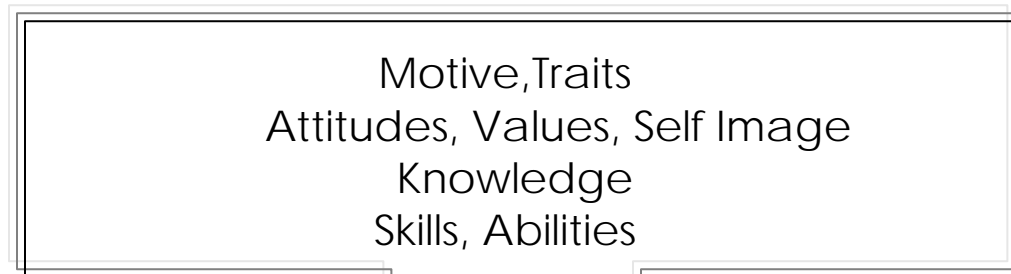 Motive,Traits
Attitudes, Values, Self Image
Knowledge
Skills, Abilities